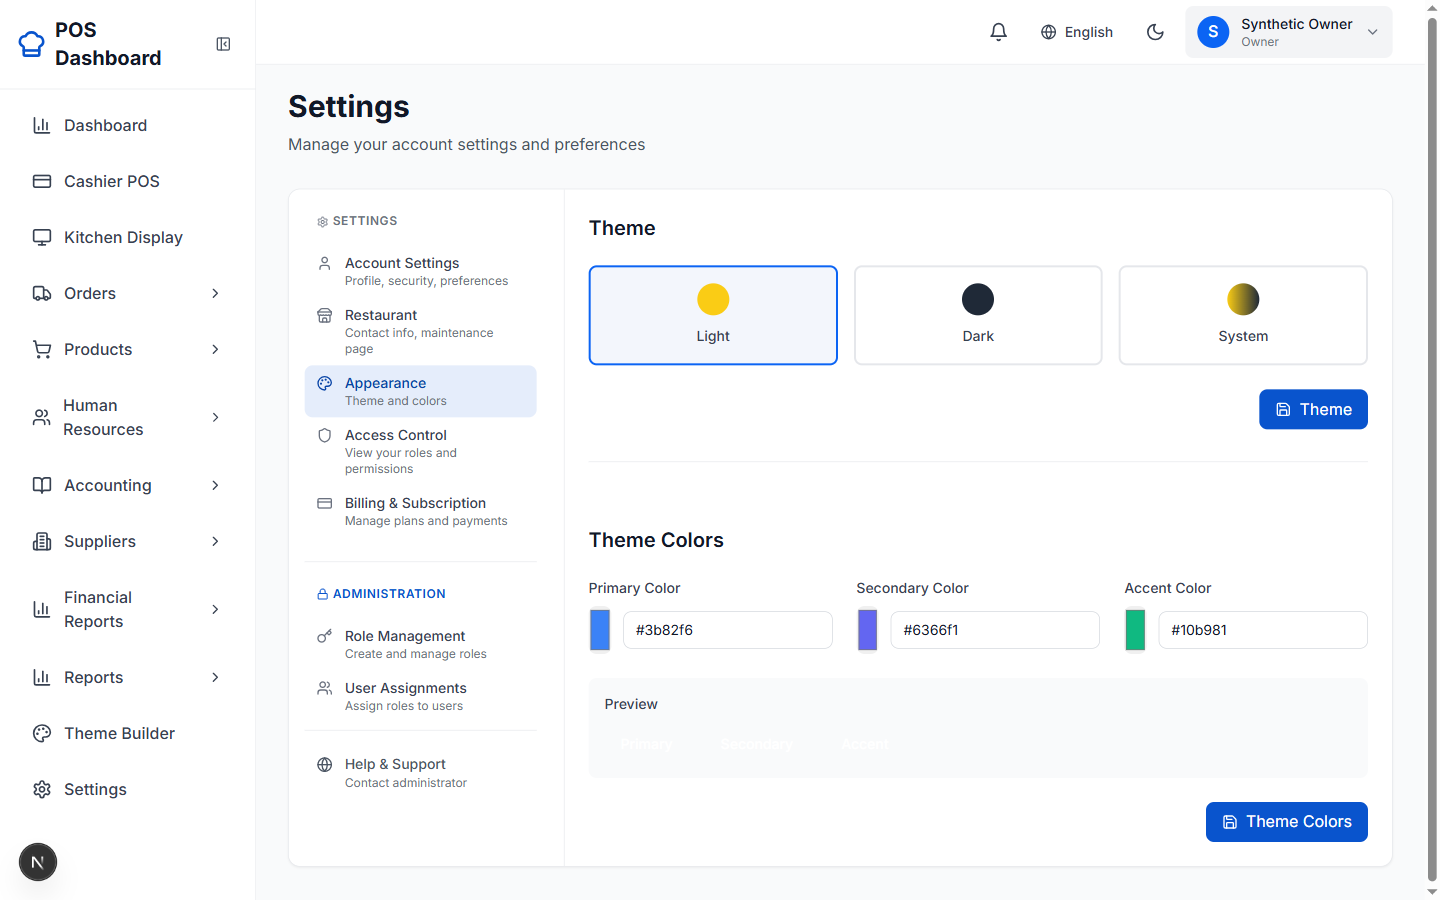 POS
Dashboard
English
S
Synthetic Owner
Owner
Dashboard
Cashier POS
Kitchen Display
Orders
Products
Human
Resources
Accounting
Suppliers
Financial
Reports
Reports
Theme Builder
Settings
N
Settings
Manage your account settings and preferences
SETTINGS
Account Settings
Profile, security, preferences
Restaurant
Contact info, maintenance
page
Appearance
Theme and colors
Access Control
View your roles and
permissions
Billing & Subscription
Manage plans and payments
ADMINISTRATION
Role Management
Create and manage roles
User Assignments
Assign roles to users
Help & Support
Contact administrator
Theme
Light
Dark
System
Theme
Theme Colors
Primary Color
Secondary Color
Accent Color
#3b82f6
#6366f1
#10b981
Preview
Primary
Secondary
Accent
Theme Colors